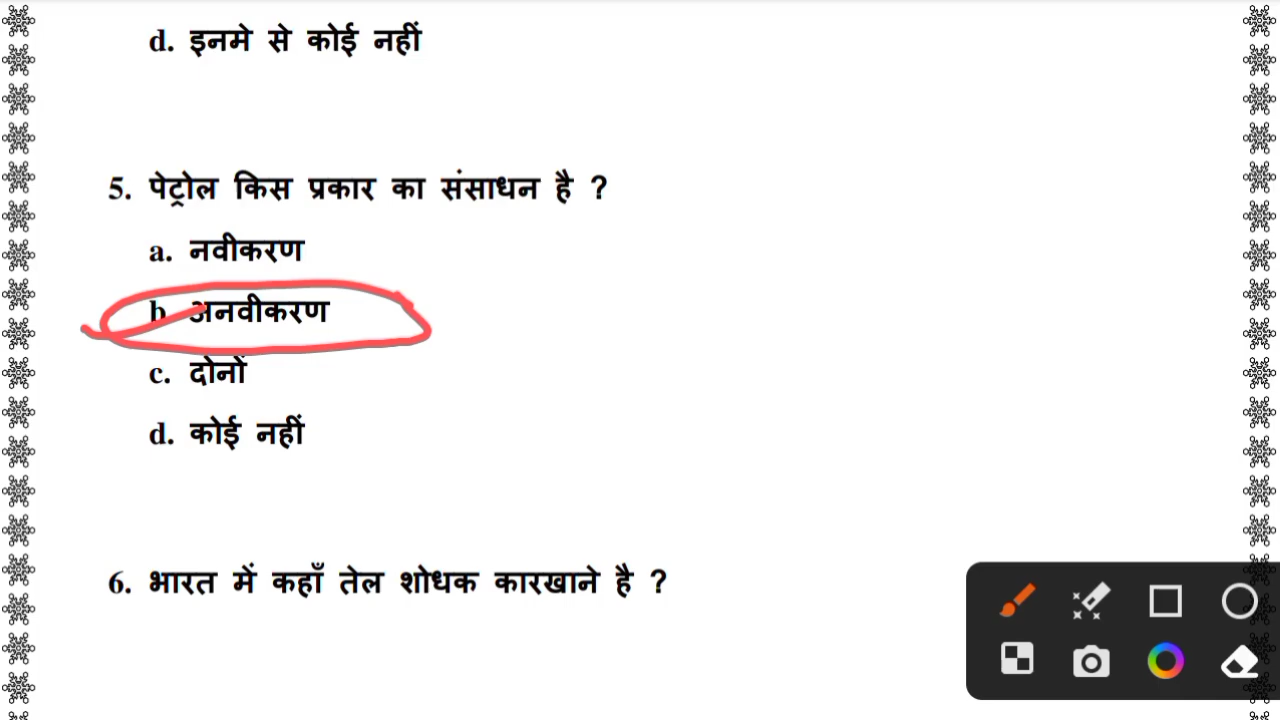 d. इनमे से कोई नहीं
5. पेट्रोल किस प्रकार का संसाधन है ?
a. नवीकरण
b. अनवीकरण
c. दोनों
d. कोई नहीं
6. भारत में कहाँ तेल शोधक कारखाने है ?